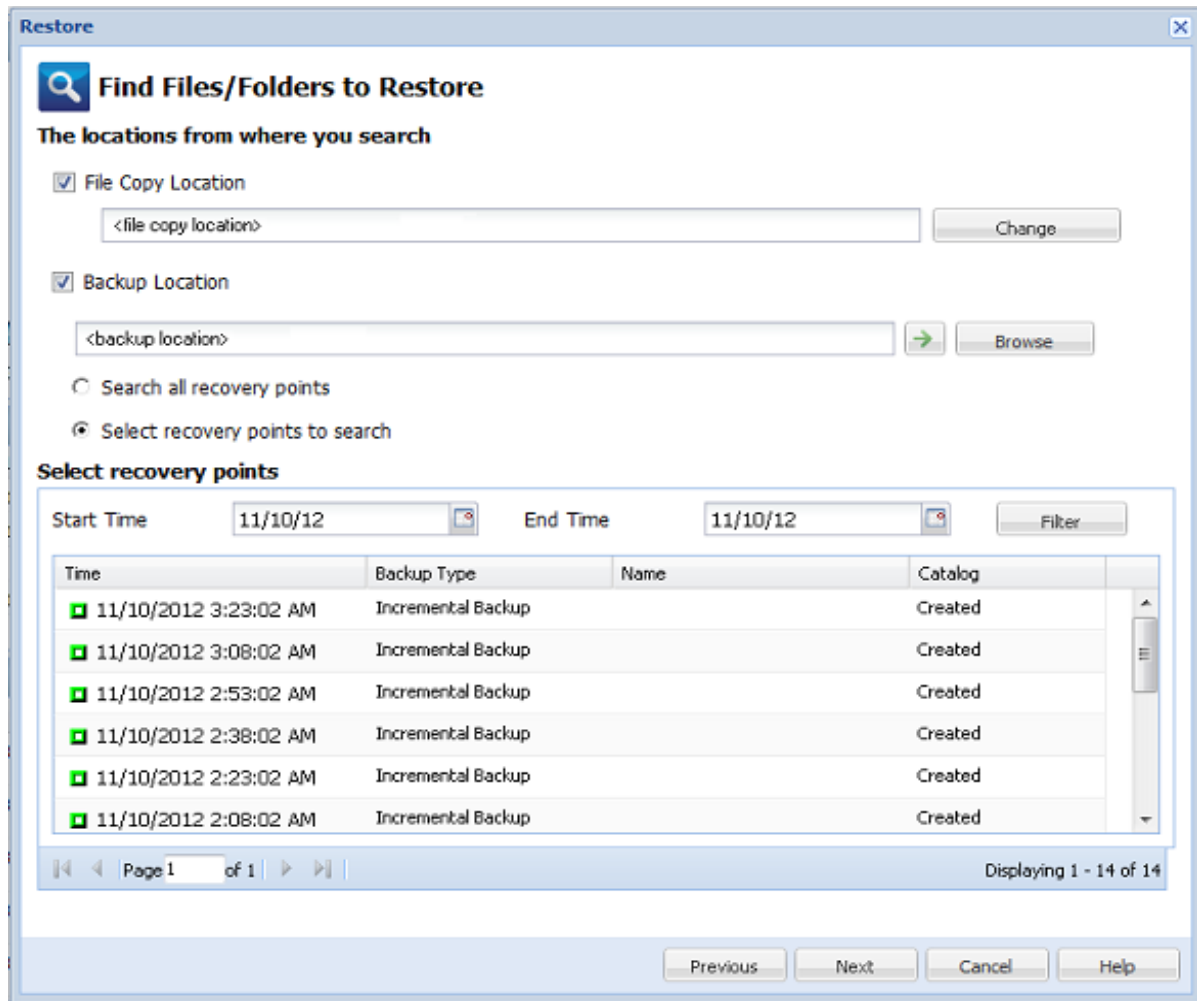 Restore
Find Files/Folders to Restore
The locations from where you search
File Copy Location
<file copy location> Change
Backup Location
<backup location> Browse
Search all recovery points
Select recovery points to search
Select recovery points
Start Time 11/10/12 End Time 11/10/12 Filter
Time Backup Type Name Catalog
11/10/2012 3:23:02 AM Incremental Backup Created
11/10/2012 3:08:02 AM Incremental Backup Created
11/10/2012 2:53:02 AM Incremental Backup Created
11/10/2012 2:38:02 AM Incremental Backup Created
11/10/2012 2:23:02 AM Incremental Backup Created
11/10/2012 2:08:02 AM Incremental Backup Created
Page 1 of 1 Displaying 1 - 14 of 14
Previous Next Cancel Help